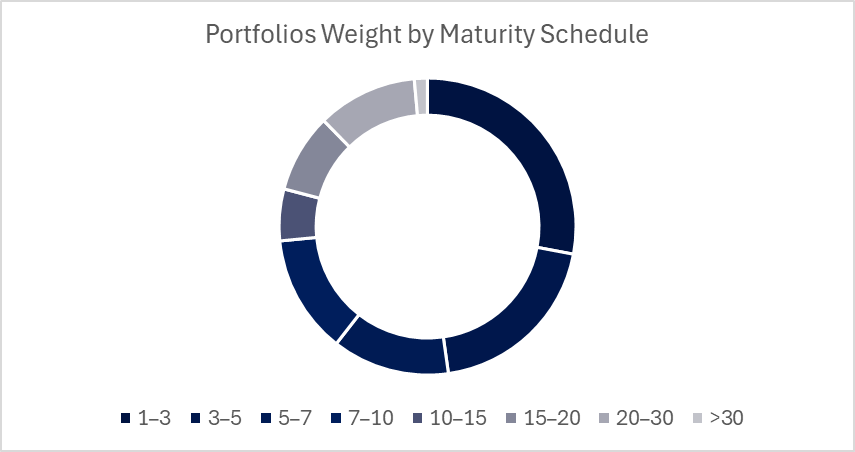 Portfolios Weight by Maturity Schedule
1–3 3–5 5–7 7–10 10–15 15–20 20–30 >30